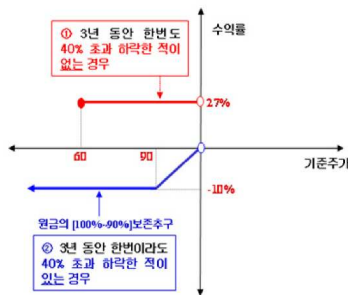 수익률
① 3년 동안 한번도
40% 초과 하락한 적이
없는 경우
27%
60
90
기준주가
-10%
원금의 [100%~90%]보존추구
② 3년 동안 한번이라도
40% 초과 하락한 적이
있는 경우